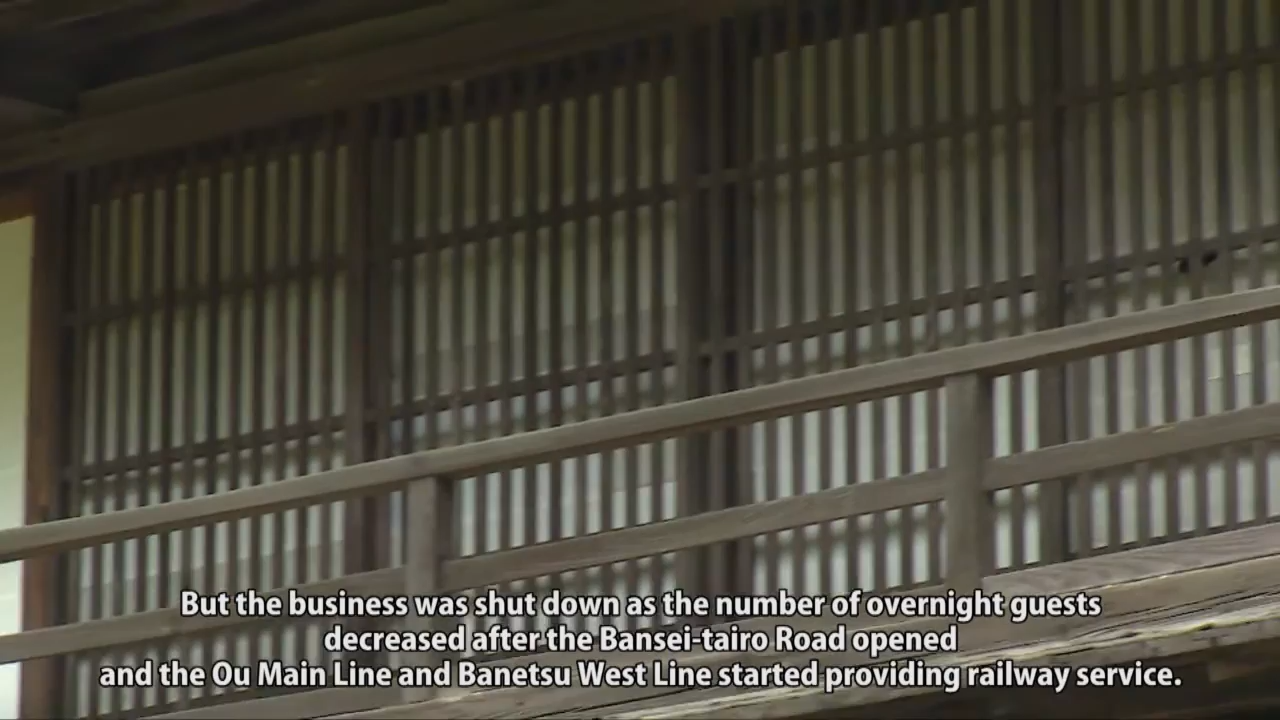 But the business was shut down as the number of overnight guests
decreased after the Bansei-tairo Road opened
and the Ou Main Line and Banetsu West Line started providing railway service.